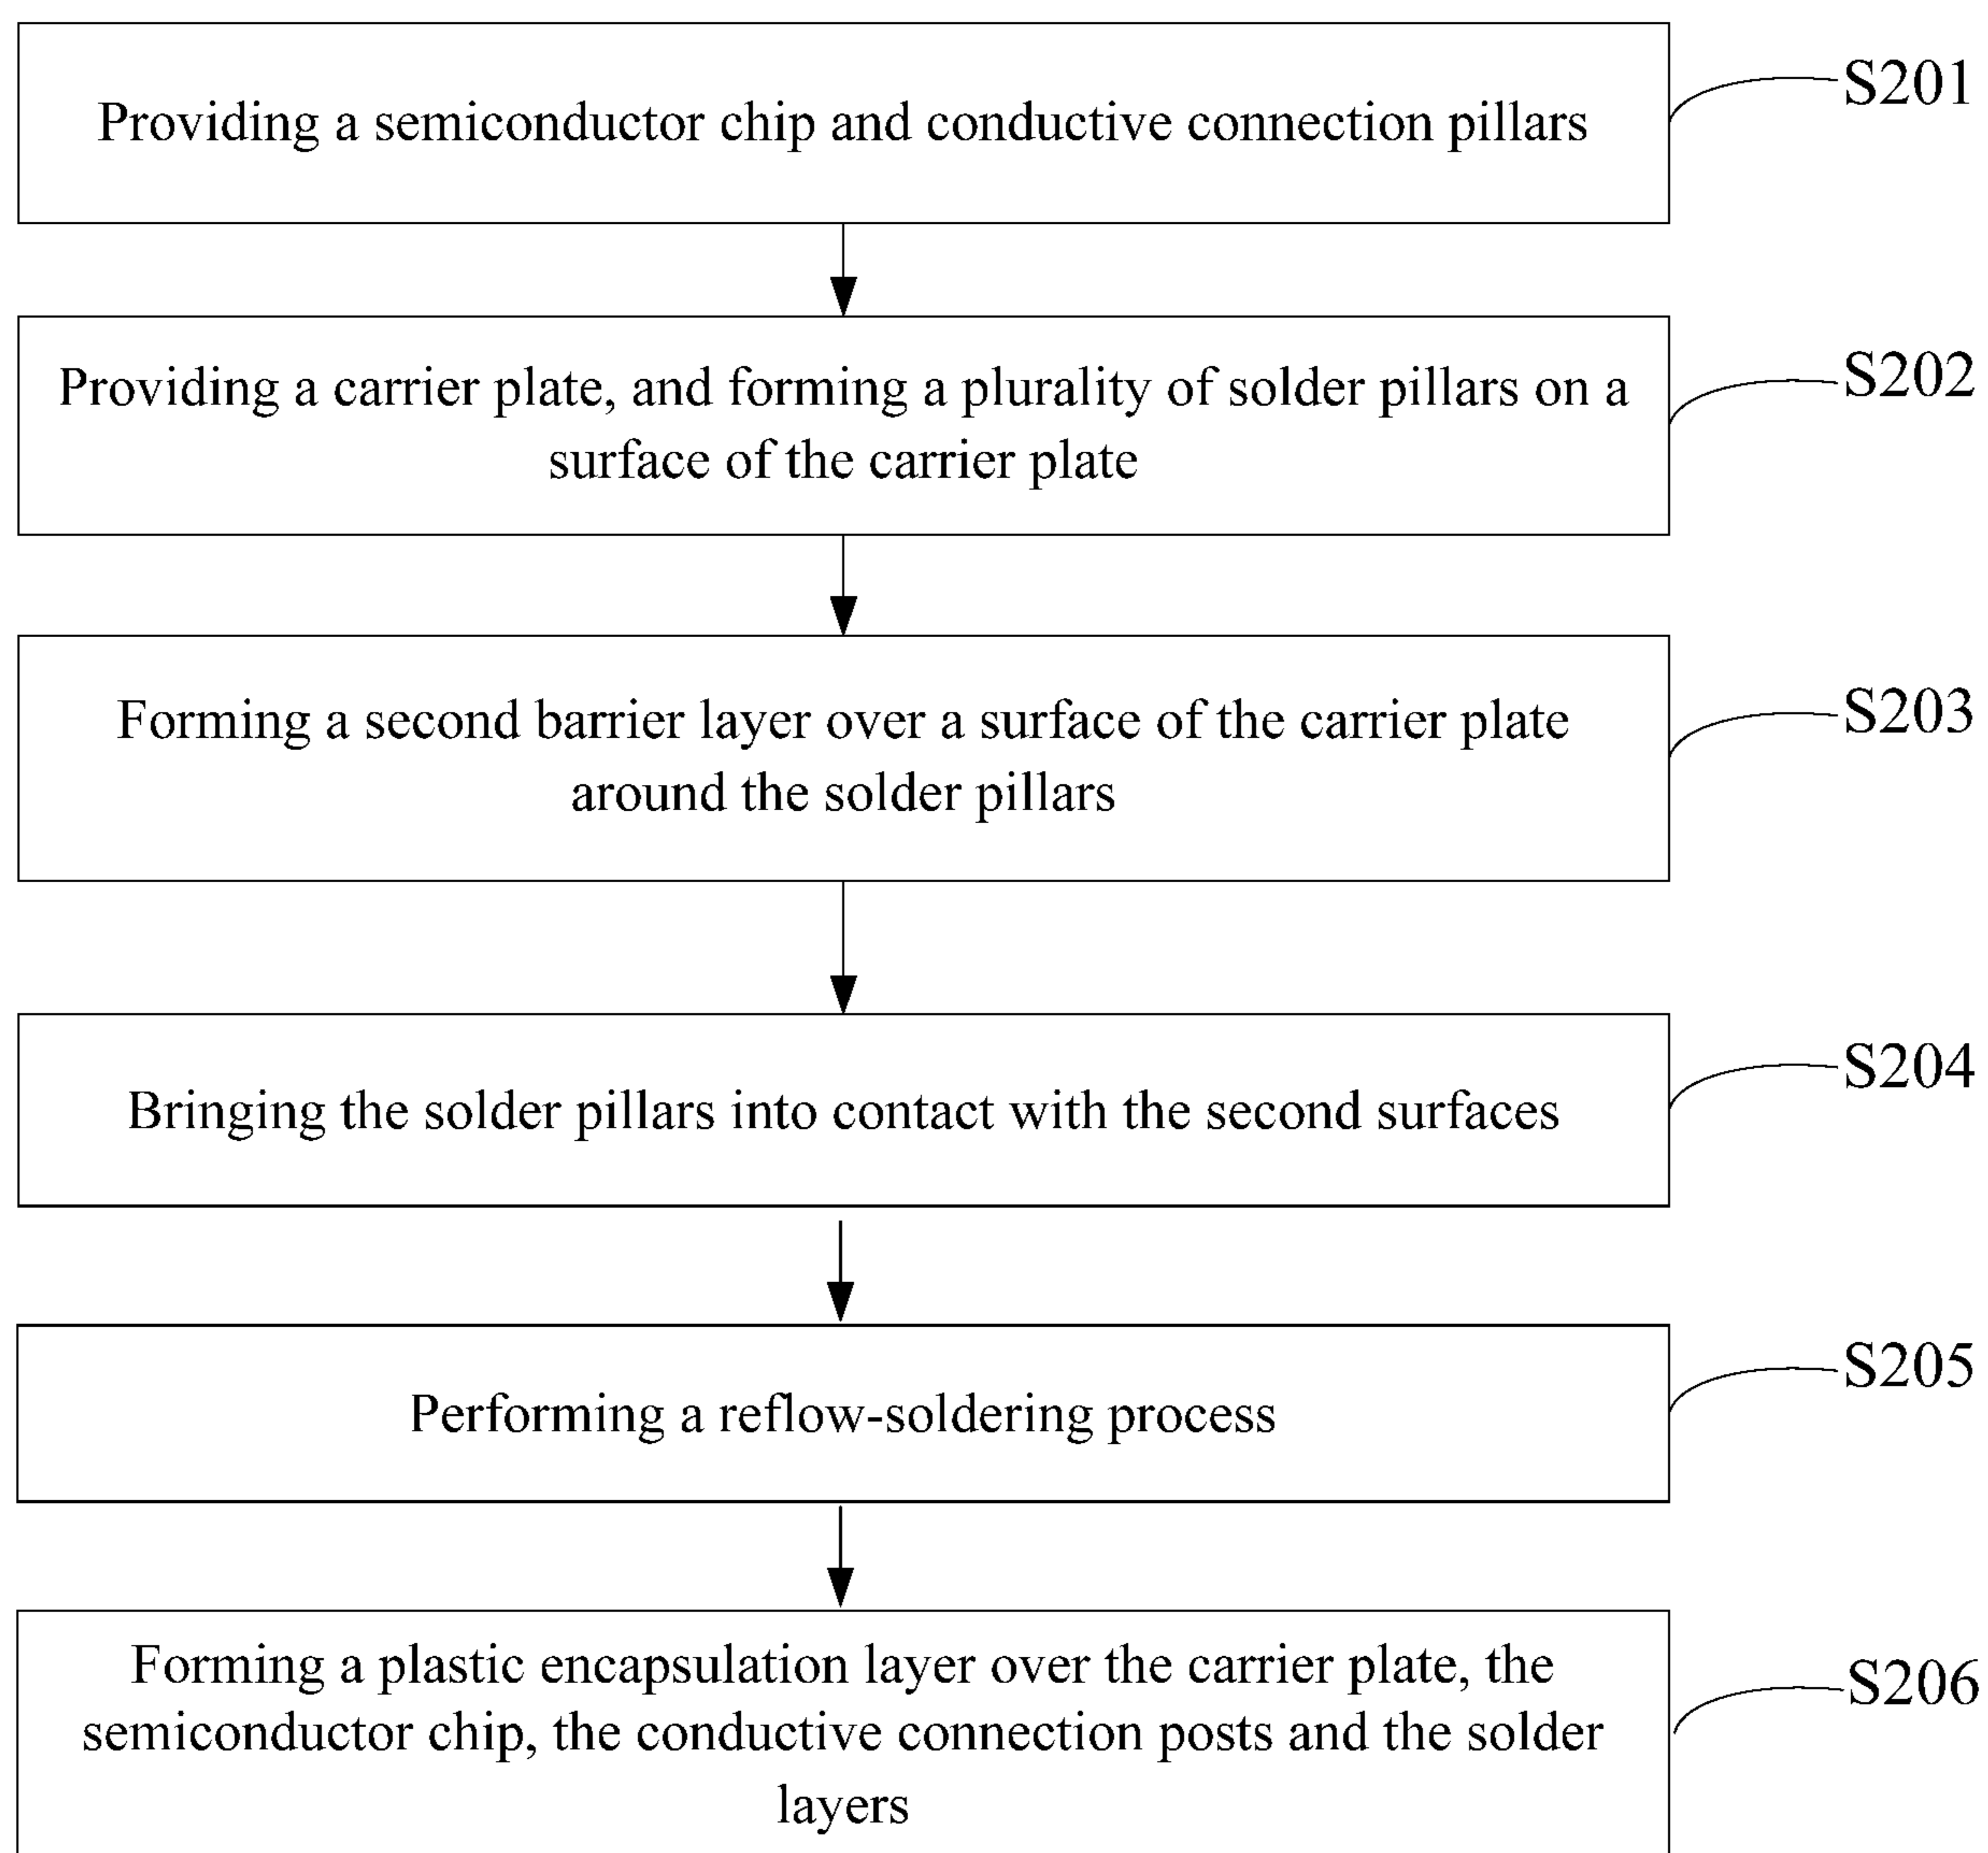 Providing a semiconductor chip and conductive connection pillars
S201
Providing a carrier plate, and forming a plurality of solder pillars on a
surface of the carrier plate
S202
Forming a second barrier layer over a surface of the carrier plate
around the solder pillars
S203
Bringing the solder pillars into contact with the second surfaces
S204
Performing a reflow-soldering process
S205
Forming a plastic encapsulation layer over the carrier plate, the
semiconductor chip, the conductive connection posts and the solder
layers
S206